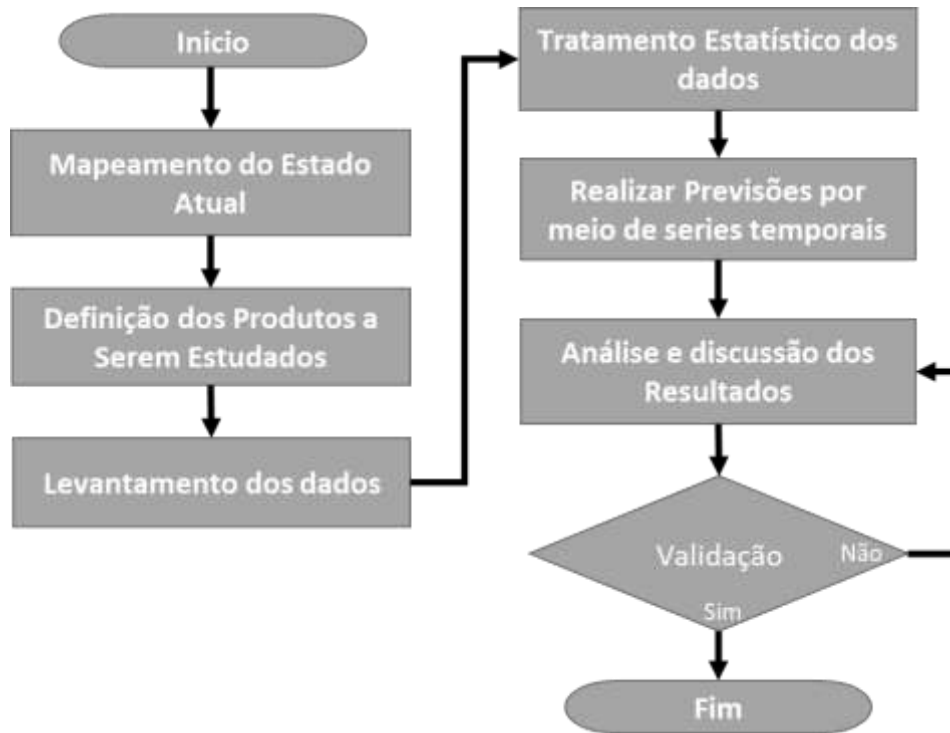 Inicio
Mapeamento do Estado
Atual
Definição dos Produtos a
Serem Estudados
Levantamento dos dados
Tratamento Estatístico dos
dados
Realizar Previsões por
meio de series temporais
Análise e discussão dos
Resultados
Validação
Não
Sim
Fim